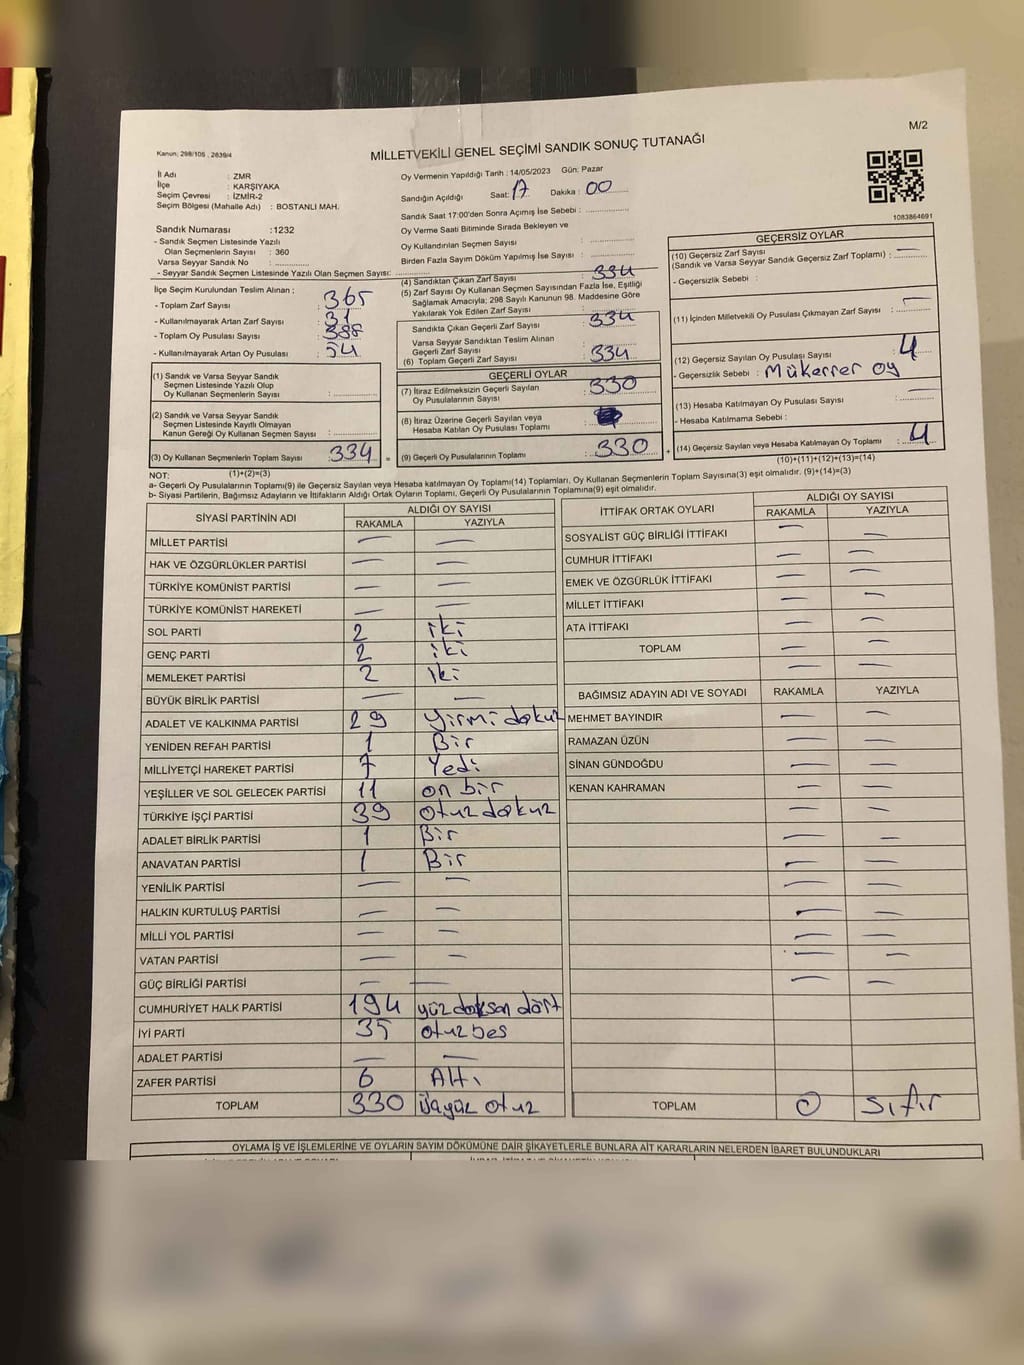 M/2
Kanun: 298/105 , 2839/4
MİLLETVEKİLİ GENEL SEÇİMİ SANDIK SONUÇ TUTANAĞI
İl Adı : ZMR
İlçe : KARŞIYAKA
Seçim Çevresi : İZMİR-2
Seçim Bölgesi (Mahalle Adı) : BOSTANLI MAH.
Oy Vermenin Yapıldığı Tarih : 14/05/2023 Gün: Pazar
Sandığın Açıldığı Saat: 17 Dakika : 00
Sandık Saat 17:00'den Sonra Açımış İse Sebebi :
Oy Verme Saati Bitiminde Sırada Bekleyen ve
Oy Kullandırılan Seçmen Sayısı :
Birden Fazla Sayım Döküm Yapılmış İse Sayısı :
1083864691
Sandık Numarası :1232
- Sandık Seçmen Listesinde Yazılı
Olan Seçmenlerin Sayısı : 360
Varsa Seyyar Sandık No :
- Seyyar Sandık Seçmen Listesinde Yazılı Olan Seçmen Sayısı:
İlçe Seçim Kurulundan Teslim Alınan ;
- Toplam Zarf Sayısı : 365
- Kullanılmayarak Artan Zarf Sayısı : 31
- Toplam Oy Pusulası Sayısı : 388
- Kullanılmayarak Artan Oy Pusulası : 54
(1) Sandık ve Varsa Seyyar Sandık
Seçmen Listesinde Yazılı Olup
Oy Kullanan Seçmenlerin Sayısı :
(2) Sandık ve Varsa Seyyar Sandık
Seçmen Listesinde Kayıtlı Olmayan
Kanun Gereği Oy Kullanan Seçmen Sayısı :
(3) Oy Kullanan Seçmenlerin Toplam Sayısı : 334 =
(1)+(2)=(3)
(4) Sandıktan Çıkan Zarf Sayısı : 334
(5) Zarf Sayısı Oy Kullanan Seçmen Sayısından Fazla İse, Eşitliği
Sağlamak Amacıyla; 298 Sayılı Kanunun 98. Maddesine Göre
Yakılarak Yok Edilen Zarf Sayısı :
Sandıkta Çıkan Geçerli Zarf Sayısı : 334
Varsa Seyyar Sandıktan Teslim Alınan
Geçerli Zarf Sayısı :
(6) Toplam Geçerli Zarf Sayısı : 334
GEÇERLİ OYLAR
(7) İtiraz Edilmeksizin Geçerli Sayılan
Oy Pusulalarının Sayısı : 330
(8) İtiraz Üzerine Geçerli Sayılan veya
Hesaba Katılan Oy Pusulası Toplamı :
(9) Geçerli Oy Pusulalarının Toplamı : 330 +
GEÇERSİZ OYLAR
(10) Geçersiz Zarf Sayısı
(Sandık ve Varsa Seyyar Sandık Geçersiz Zarf Toplamı) : —
- Geçersizlik Sebebi :
(11) İçinden Milletvekili Oy Pusulası Çıkmayan Zarf Sayısı : —
(12) Geçersiz Sayılan Oy Pusulası Sayısı : 4
- Geçersizlik Sebebi : Mükerrer oy
(13) Hesaba Katılmayan Oy Pusulası Sayısı : —
- Hesaba Katılmama Sebebi :
(14) Geçersiz Sayılan veya Hesaba Katılmayan Oy Toplamı : 4
(10)+(11)+(12)+(13)=(14)
NOT:
a- Geçerli Oy Pusulalarının Toplamı(9) ile Geçersiz Sayılan veya Hesaba katılmayan Oy Toplamı(14) Toplamları, Oy Kullanan Seçmenlerin Toplam Sayısına(3) eşit olmalıdır. (9)+(14)=(3)
b- Siyasi Partilerin, Bağımsız Adayların ve İttifakların Aldığı Ortak Oyların Toplamı, Geçerli Oy Pusulalarının Toplamına(9) eşit olmalıdır.
SİYASİ PARTİNİN ADI ALDIĞI OY SAYISI
RAKAMLA YAZIYLA
MİLLET PARTİSİ — —
HAK VE ÖZGÜRLÜKLER PARTİSİ — —
TÜRKİYE KOMÜNİST PARTİSİ — —
TÜRKİYE KOMÜNİST HAREKETİ — —
SOL PARTİ 2 iki
GENÇ PARTİ 2 iki
MEMLEKET PARTİSİ 2 iki
BÜYÜK BİRLİK PARTİSİ — —
ADALET VE KALKINMA PARTİSİ 29 yirmi dokuz
YENİDEN REFAH PARTİSİ 1 Bir
MİLLİYETÇİ HAREKET PARTİSİ 7 Yedi
YEŞİLLER VE SOL GELECEK PARTİSİ 11 on bir
TÜRKİYE İŞÇİ PARTİSİ 39 otuz dokuz
ADALET BİRLİK PARTİSİ 1 Bir
ANAVATAN PARTİSİ 1 Bir
YENİLİK PARTİSİ — —
HALKIN KURTULUŞ PARTİSİ — —
MİLLİ YOL PARTİSİ — —
VATAN PARTİSİ — —
GÜÇ BİRLİĞİ PARTİSİ — —
CUMHURİYET HALK PARTİSİ 194 yüz doksan dört
İYİ PARTİ 35 otuz bes
ADALET PARTİSİ — —
ZAFER PARTİSİ 6 Altı
TOPLAM 330 üçyüz otuz
İTTİFAK ORTAK OYLARI ALDIĞI OY SAYISI
RAKAMLA YAZIYLA
SOSYALİST GÜÇ BİRLİĞİ İTTİFAKI — —
CUMHUR İTTİFAKI — —
EMEK VE ÖZGÜRLÜK İTTİFAKI — —
MİLLET İTTİFAKI — —
ATA İTTİFAKI — —
TOPLAM — —
BAĞIMSIZ ADAYIN ADI VE SOYADI RAKAMLA YAZIYLA
MEHMET BAYINDIR — —
RAMAZAN ÜZÜN — —
SİNAN GÜNDOĞDU — —
KENAN KAHRAMAN — —
TOPLAM 0 sıfır
OYLAMA İŞ VE İŞLEMLERİNE VE OYLARIN SAYIM DÖKÜMÜNE DAİR ŞİKAYETLERLE BUNLARA AİT KARARLARIN NELERDEN İBARET BULUNDUKLARI